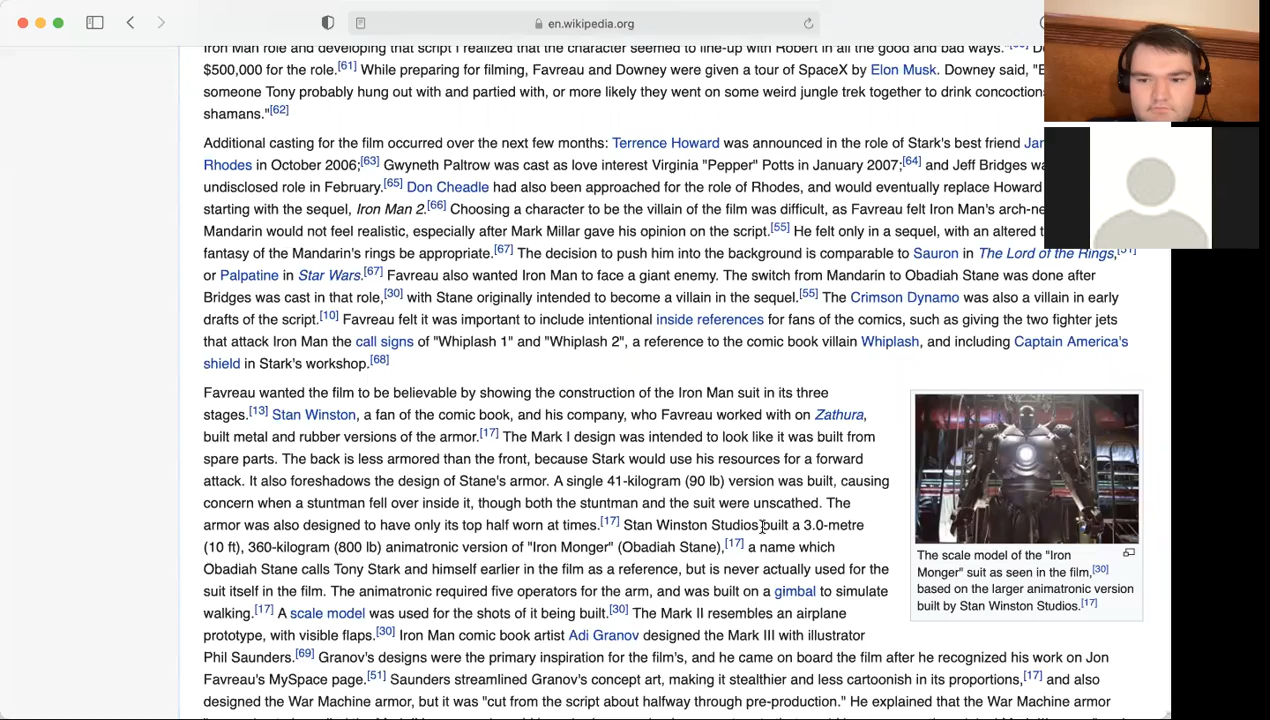 en.wikipedia.org
Iron Man role and developing that script I realized that the character seemed to line-up with Robert in all the good and bad ways."
$500,000 for the role.[61] While preparing for filming, Favreau and Downey were given a tour of SpaceX by Elon Musk. Downey said,
someone Tony probably hung out with and partied with, or more likely they went on some weird jungle trek together to drink concoctions
shamans."[62]
Additional casting for the film occurred over the next few months: Terrence Howard was announced in the role of Stark's best friend
Rhodes in October 2006;[63] Gwyneth Paltrow was cast as love interest Virginia "Pepper" Potts in January 2007;[64] and Jeff Bridges
undisclosed role in February.[65] Don Cheadle had also been approached for the role of Rhodes, and would eventually replace Howard
starting with the sequel, Iron Man 2.[66] Choosing a character to be the villain of the film was difficult, as Favreau felt Iron Man's
Mandarin would not feel realistic, especially after Mark Millar gave his opinion on the script.[55] He felt only in a sequel, with an altered
fantasy of the Mandarin's rings be appropriate.[67] The decision to push him into the background is comparable to Sauron in The Lord of the Rings,
or Palpatine in Star Wars.[67] Favreau also wanted Iron Man to face a giant enemy. The switch from Mandarin to Obadiah Stane was done after
Bridges was cast in that role,[30] with Stane originally intended to become a villain in the sequel.[55] The Crimson Dynamo was also a villain in early
drafts of the script.[10] Favreau felt it was important to include intentional inside references for fans of the comics, such as giving the two fighter jets
that attack Iron Man the call signs of "Whiplash 1" and "Whiplash 2", a reference to the comic book villain Whiplash, and including Captain America's
shield in Stark's workshop.[68]
Favreau wanted the film to be believable by showing the construction of the Iron Man suit in its three
stages.[13] Stan Winston, a fan of the comic book, and his company, who Favreau worked with on Zathura,
built metal and rubber versions of the armor.[17] The Mark I design was intended to look like it was built from
spare parts. The back is less armored than the front, because Stark would use his resources for a forward
attack. It also foreshadows the design of Stane's armor. A single 41-kilogram (90 lb) version was built, causing
concern when a stuntman fell over inside it, though both the stuntman and the suit were unscathed. The
armor was also designed to have only its top half worn at times.[17] Stan Winston Studios built a 3.0-metre
(10 ft), 360-kilogram (800 lb) animatronic version of "Iron Monger" (Obadiah Stane),[17] a name which
Obadiah Stane calls Tony Stark and himself earlier in the film as a reference, but is never actually used for the
suit itself in the film. The animatronic required five operators for the arm, and was built on a gimbal to simulate
walking.[17] A scale model was used for the shots of it being built.[30] The Mark II resembles an airplane
prototype, with visible flaps.[30] Iron Man comic book artist Adi Granov designed the Mark III with illustrator
Phil Saunders.[69] Granov's designs were the primary inspiration for the film's, and he came on board the film after he recognized his work on Jon
Favreau's MySpace page.[51] Saunders streamlined Granov's concept art, making it stealthier and less cartoonish in its proportions,[17] and also
designed the War Machine armor, but it was "cut from the script about halfway through pre-production." He explained that the War Machine armor
The scale model of the "Iron
Monger" suit as seen in the film,[30]
based on the larger animatronic version
built by Stan Winston Studios.[17]